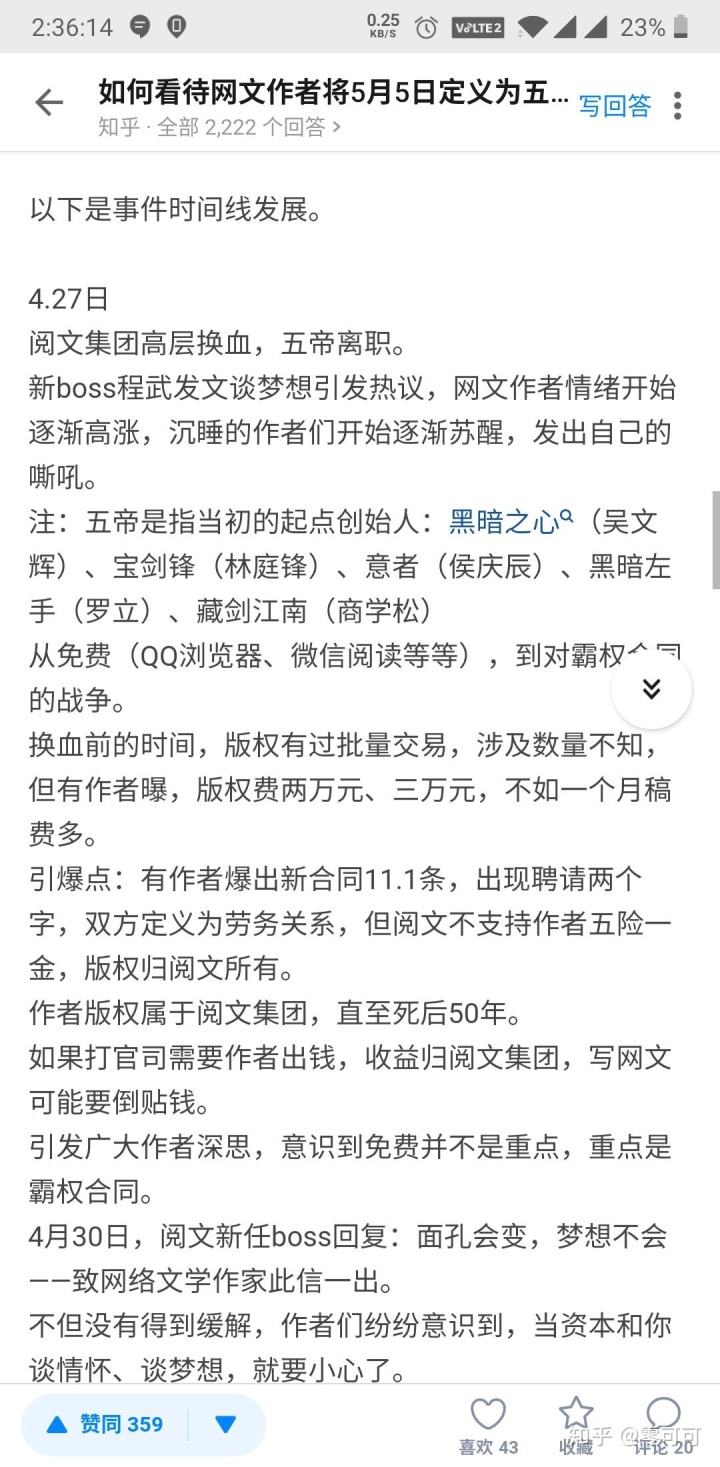 2:36:14
0.25
KB/S
VoLTE2
23%
如何看待网文作者将5月5日定义为五...
写回答
知乎 · 全部 2,222 个回答 >
以下是事件时间线发展。
4.27日
阅文集团高层换血，五帝离职。
新boss程武发文谈梦想引发热议，网文作者情绪开始
逐渐高涨，沉睡的作者们开始逐渐苏醒，发出自己的
嘶吼。
注：五帝是指当初的起点创始人：黑暗之心（吴文
辉）、宝剑锋（林庭锋）、意者（侯庆辰）、黑暗左
手（罗立）、藏剑江南（商学松）
从免费（QQ浏览器、微信阅读等等），到对霸权合同
的战争。
换血前的时间，版权有过批量交易，涉及数量不知，
但有作者曝，版权费两万元、三万元，不如一个月稿
费多。
引爆点：有作者爆出新合同11.1条，出现聘请两个
字，双方定义为劳务关系，但阅文不支持作者五险一
金，版权归阅文所有。
作者版权属于阅文集团，直至死后50年。
如果打官司需要作者出钱，收益归阅文集团，写网文
可能要倒贴钱。
引发广大作者深思，意识到免费并不是重点，重点是
霸权合同。
4月30日，阅文新任boss回复：面孔会变，梦想不会
——致网络文学作家此信一出。
不但没有得到缓解，作者们纷纷意识到，当资本和你
谈情怀、谈梦想，就要小心了。
赞同 359
喜欢 43
收藏
评论 20
知乎 @零可可